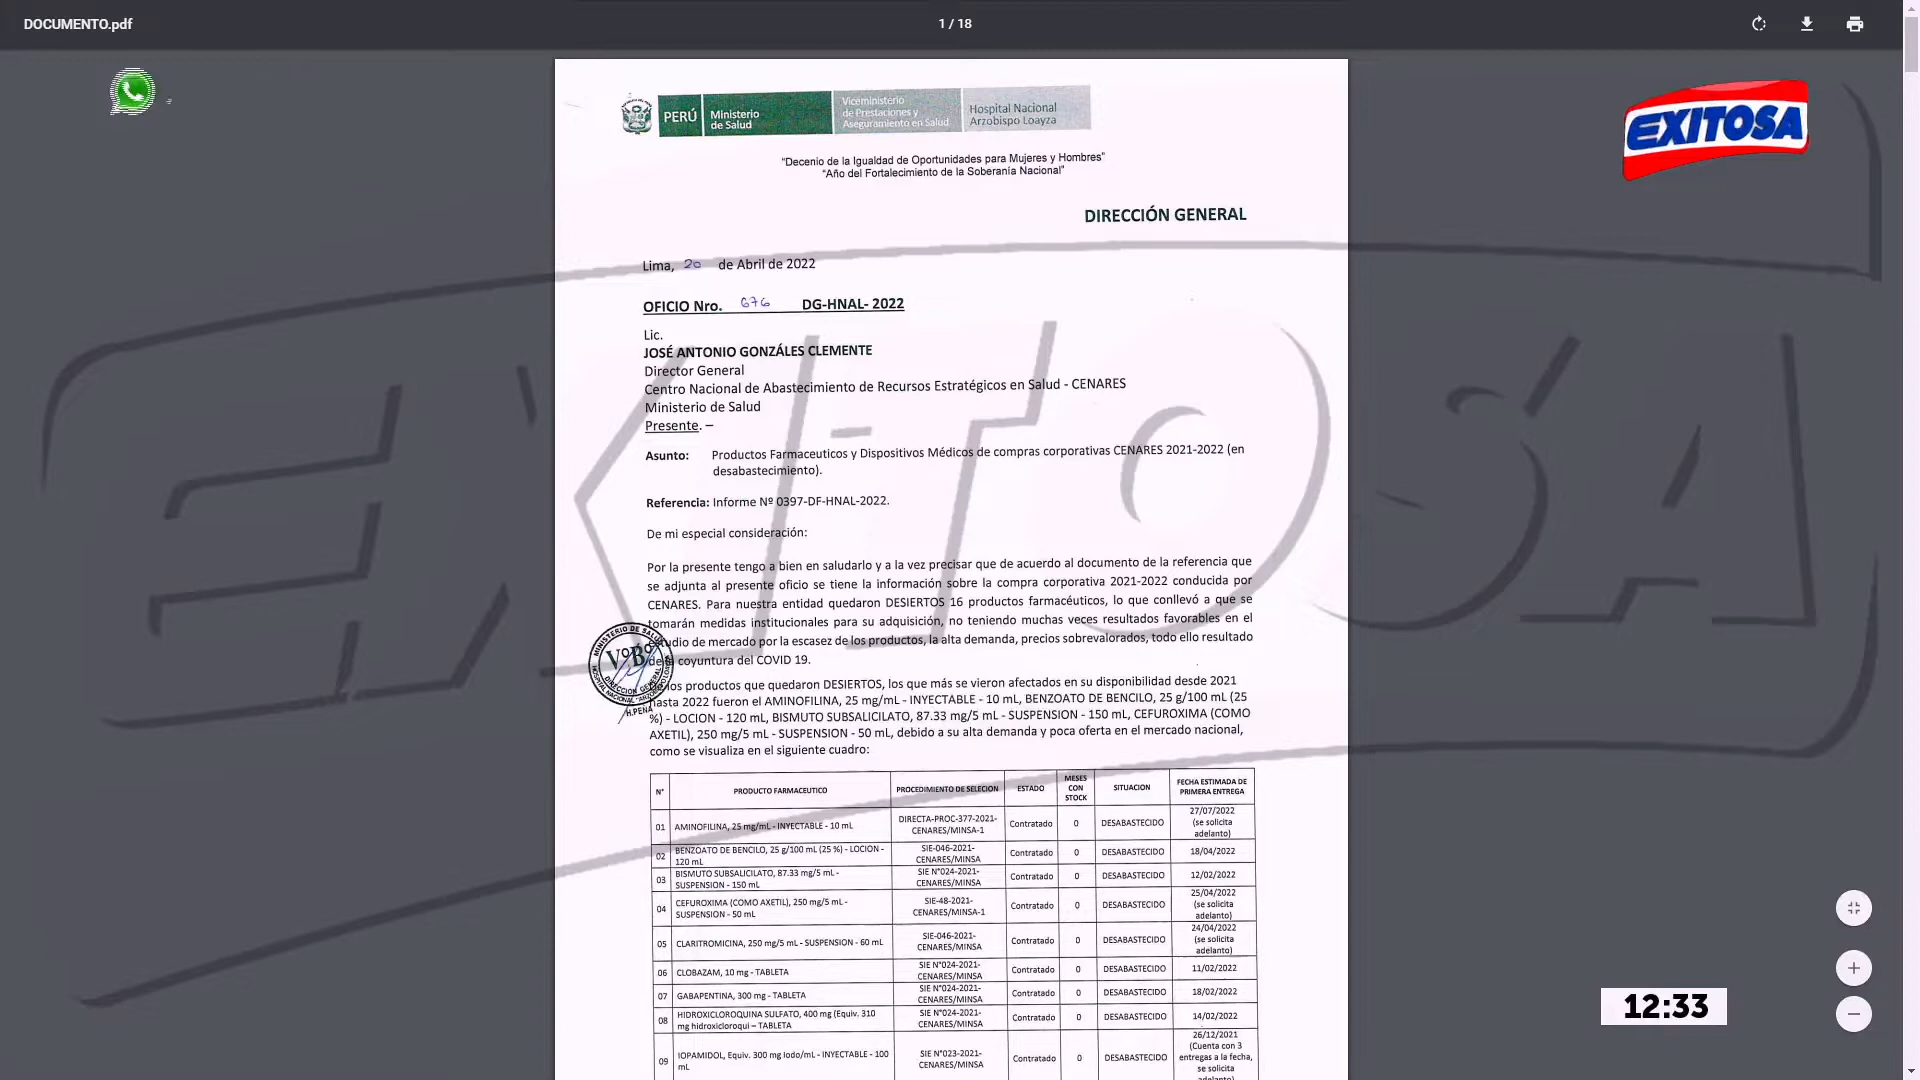 DOCUMENTO.pdf
1 / 18
EXITOSA
PERÚ
Ministerio
de Salud
Viceministerio
de Prestaciones y
Aseguramiento en Salud
Hospital Nacional
Arzobispo Loayza
"Decenio de la Igualdad de Oportunidades para Mujeres y Hombres"
"Año del Fortalecimiento de la Soberanía Nacional"
DIRECCIÓN GENERAL
Lima, 20 de Abril de 2022
OFICIO Nro. 676 DG-HNAL- 2022
Lic.
JOSÉ ANTONIO GONZÁLES CLEMENTE
Director General
Centro Nacional de Abastecimiento de Recursos Estratégicos en Salud - CENARES
Ministerio de Salud
Presente. –
Asunto: Productos Farmaceuticos y Dispositivos Médicos de compras corporativas CENARES 2021-2022 (en
desabastecimiento).
Referencia: Informe Nº 0397-DF-HNAL-2022.
De mi especial consideración:
Por la presente tengo a bien en saludarlo y a la vez precisar que de acuerdo al documento de la referencia que
se adjunta al presente oficio se tiene la información sobre la compra corporativa 2021-2022 conducida por
CENARES. Para nuestra entidad quedaron DESIERTOS 16 productos farmacéuticos, lo que conllevó a que se
tomarán medidas institucionales para su adquisición, no teniendo muchas veces resultados favorables en el
estudio de mercado por la escasez de los productos, la alta demanda, precios sobrevalorados, todo ello resultado
de la coyuntura del COVID 19.
los productos que quedaron DESIERTOS, los que más se vieron afectados en su disponibilidad desde 2021
hasta 2022 fueron el AMINOFILINA, 25 mg/mL - INYECTABLE - 10 mL, BENZOATO DE BENCILO, 25 g/100 mL (25
%) - LOCION - 120 mL, BISMUTO SUBSALICILATO, 87.33 mg/5 mL - SUSPENSION - 150 mL, CEFUROXIMA (COMO
AXETIL), 250 mg/5 mL - SUSPENSION - 50 mL, debido a su alta demanda y poca oferta en el mercado nacional,
como se visualiza en el siguiente cuadro:
MINISTERIO DE SALUD
VºBº
DIRECCION GENERAL
H.PEÑA
N° PRODUCTO FARMACEUTICO PROCEDIMIENTO DE SELECION ESTADO MESES CON STOCK SITUACION FECHA ESTIMADA DE PRIMERA ENTREGA
01 AMINOFILINA, 25 mg/mL - INYECTABLE - 10 mL DIRECTA-PROC-377-2021-CENARES/MINSA-1 Contratado 0 DESABASTECIDO 27/07/2022 (se solicita adelanto)
02 BENZOATO DE BENCILO, 25 g/100 mL (25 %) - LOCION - 120 mL SIE-046-2021-CENARES/MINSA Contratado 0 DESABASTECIDO 18/04/2022
03 BISMUTO SUBSALICILATO, 87.33 mg/5 mL - SUSPENSION - 150 mL SIE N°024-2021-CENARES/MINSA Contratado 0 DESABASTECIDO 12/02/2022
04 CEFUROXIMA (COMO AXETIL), 250 mg/5 mL - SUSPENSION - 50 mL SIE-48-2021-CENARES/MINSA-1 Contratado 0 DESABASTECIDO 25/04/2022 (se solicita adelanto)
05 CLARITROMICINA, 250 mg/5 mL - SUSPENSION - 60 mL SIE-046-2021-CENARES/MINSA Contratado 0 DESABASTECIDO 24/04/2022 (se solicita adelanto)
06 CLOBAZAM, 10 mg - TABLETA SIE N°024-2021-CENARES/MINSA Contratado 0 DESABASTECIDO 11/02/2022
07 GABAPENTINA, 300 mg - TABLETA SIE N°024-2021-CENARES/MINSA Contratado 0 DESABASTECIDO 18/02/2022
08 HIDROXICLOROQUINA SULFATO, 400 mg (Equiv. 310 mg hidroxicloroqui – TABLETA SIE N°024-2021-CENARES/MINSA Contratado 0 DESABASTECIDO 14/02/2022
09 IOPAMIDOL, Equiv. 300 mg Iodo/mL - INYECTABLE - 100 mL SIE N°023-2021-CENARES/MINSA Contratado 0 DESABASTECIDO 26/12/2021 (Cuenta con 3 entregas a la fecha, se solicita adelanto)
12:33
EXITOSA